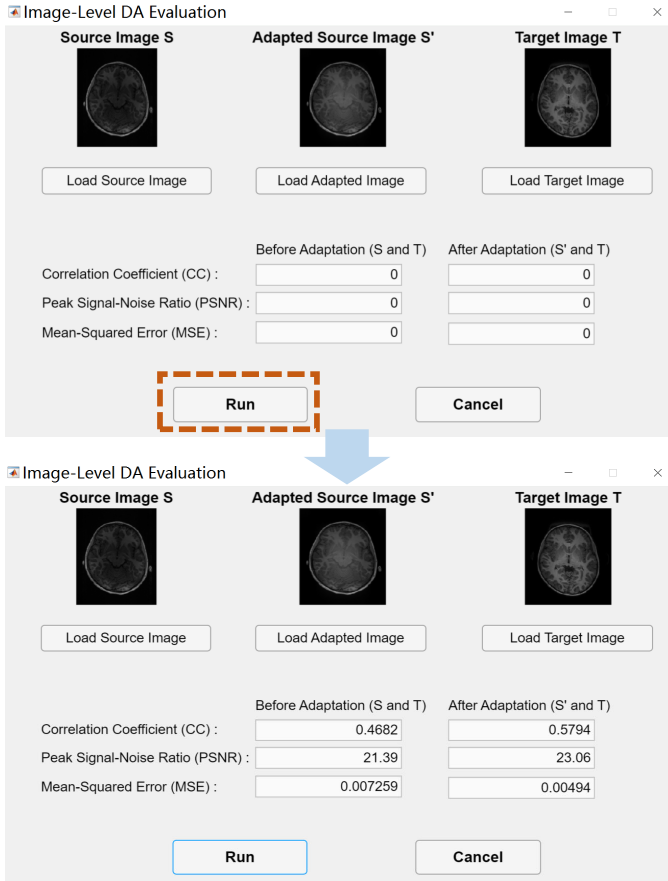 Image-Level DA Evaluation
Source Image S Adapted Source Image S' Target Image T
Load Source Image Load Adapted Image Load Target Image
Before Adaptation (S and T) After Adaptation (S' and T)
Correlation Coefficient (CC) : 0 0
Peak Signal-Noise Ratio (PSNR) : 0 0
Mean-Squared Error (MSE) : 0 0
Run Cancel
Image-Level DA Evaluation
Source Image S Adapted Source Image S' Target Image T
Load Source Image Load Adapted Image Load Target Image
Before Adaptation (S and T) After Adaptation (S' and T)
Correlation Coefficient (CC) : 0.4682 0.5794
Peak Signal-Noise Ratio (PSNR) : 21.39 23.06
Mean-Squared Error (MSE) : 0.007259 0.00494
Run Cancel